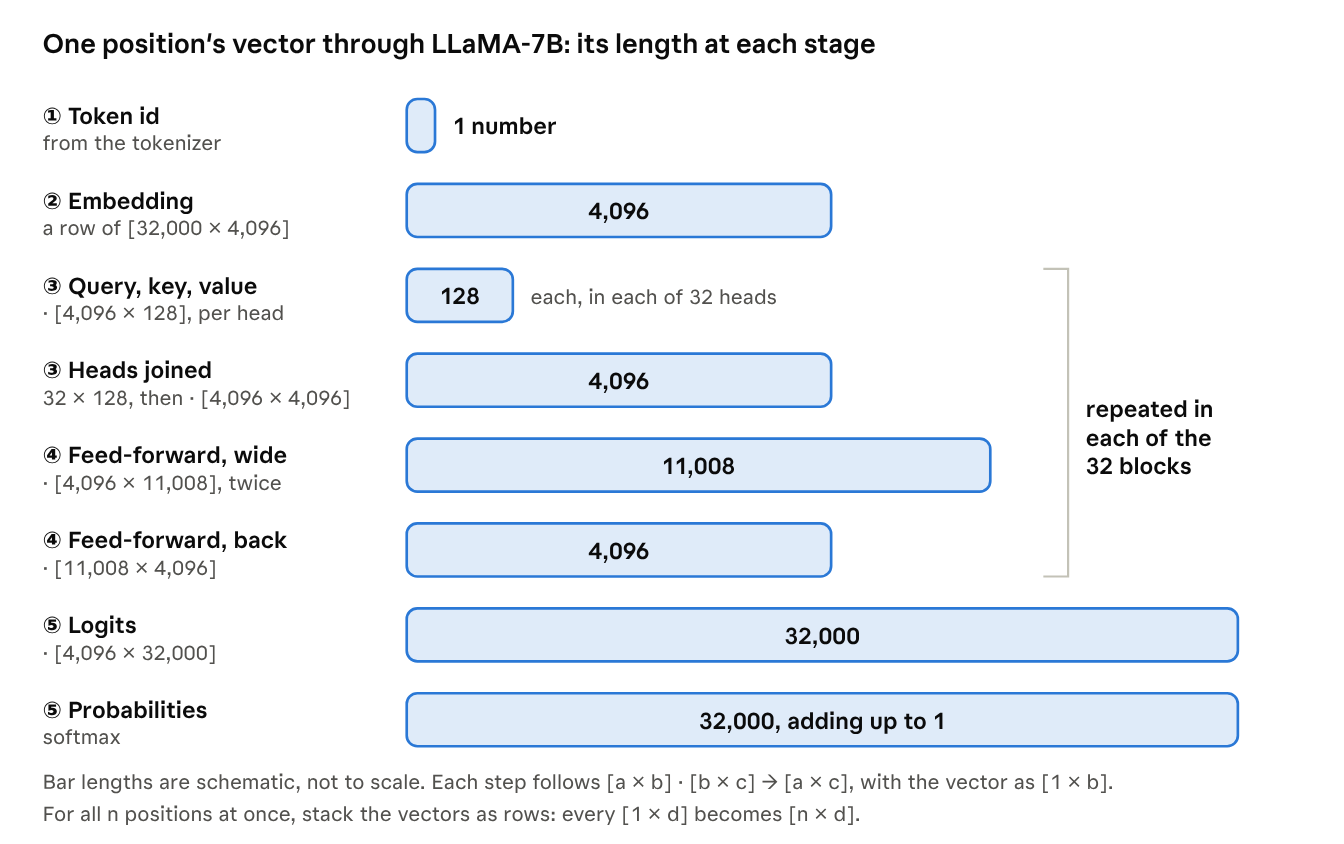 One position's vector through LLaMA-7B: its length at each stage
① Token id
from the tokenizer
1 number
② Embedding
a row of [32,000 × 4,096]
4,096
③ Query, key, value
· [4,096 × 128], per head
128
each, in each of 32 heads
③ Heads joined
32 × 128, then · [4,096 × 4,096]
4,096
④ Feed-forward, wide
· [4,096 × 11,008], twice
11,008
④ Feed-forward, back
· [11,008 × 4,096]
4,096
repeated in
each of the
32 blocks
⑤ Logits
· [4,096 × 32,000]
32,000
⑤ Probabilities
softmax
32,000, adding up to 1
Bar lengths are schematic, not to scale. Each step follows [a × b] · [b × c] → [a × c], with the vector as [1 × b].
For all n positions at once, stack the vectors as rows: every [1 × d] becomes [n × d].